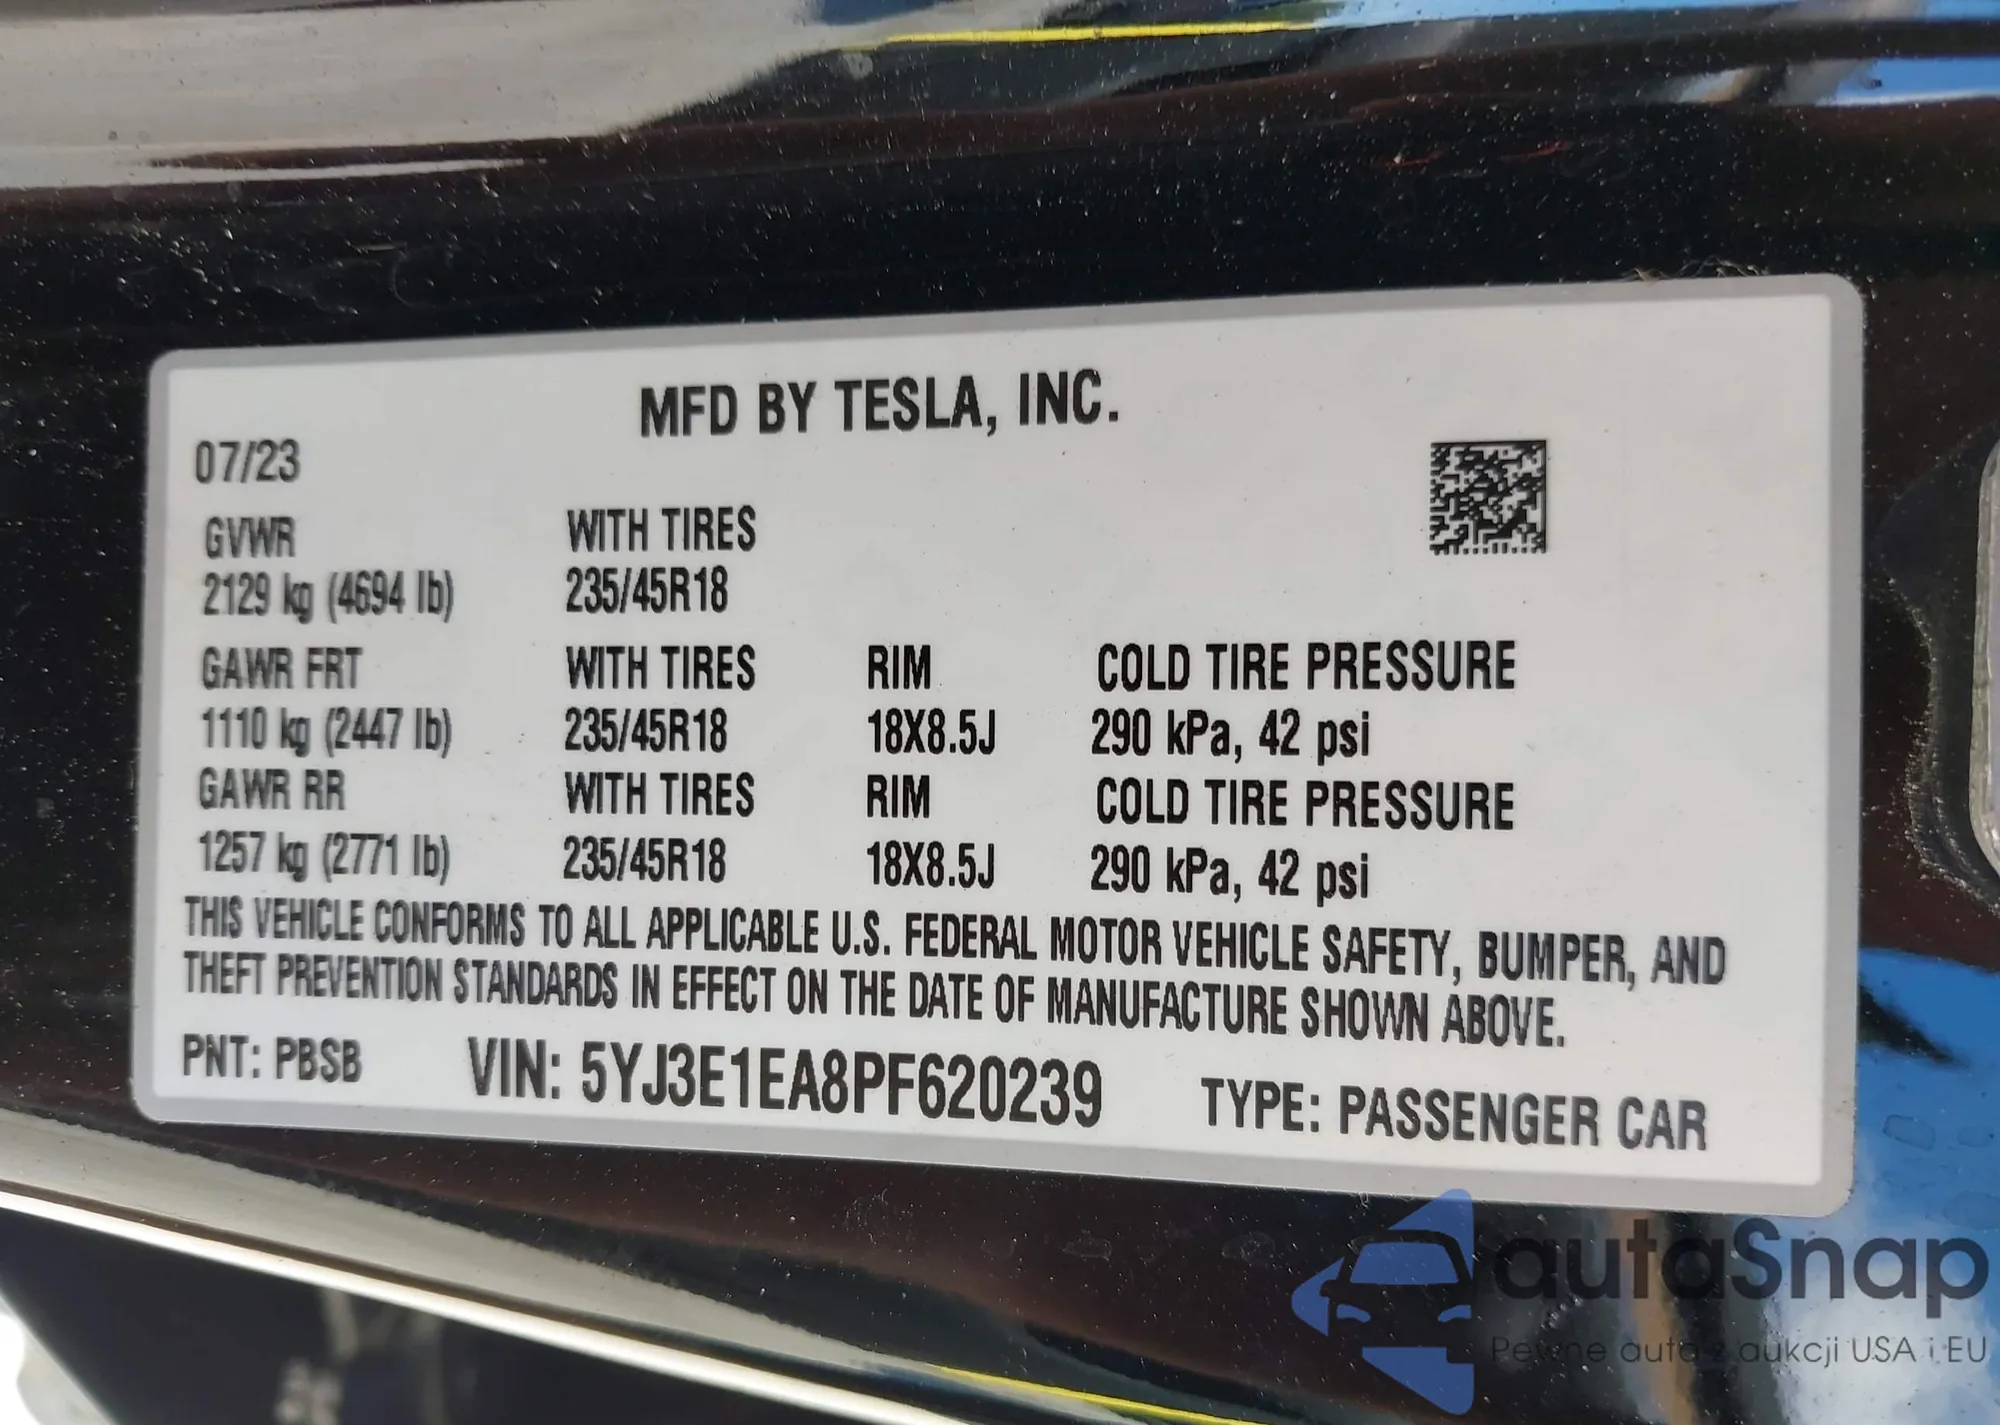 MFD BY TESLA, INC.
07/23
GVWR WITH TIRES
2129 kg (4694 lb) 235/45R18
GAWR FRT WITH TIRES RIM COLD TIRE PRESSURE
1110 kg (2447 lb) 235/45R18 18X8.5J 290 kPa, 42 psi
GAWR RR WITH TIRES RIM COLD TIRE PRESSURE
1257 kg (2771 lb) 235/45R18 18X8.5J 290 kPa, 42 psi
THIS VEHICLE CONFORMS TO ALL APPLICABLE U.S. FEDERAL MOTOR VEHICLE SAFETY, BUMPER, AND
THEFT PREVENTION STANDARDS IN EFFECT ON THE DATE OF MANUFACTURE SHOWN ABOVE.
PNT: PBSB VIN: 5YJ3E1EA8PF620239 TYPE: PASSENGER CAR
autaSnap
Pewne auta z aukcji USA i EU